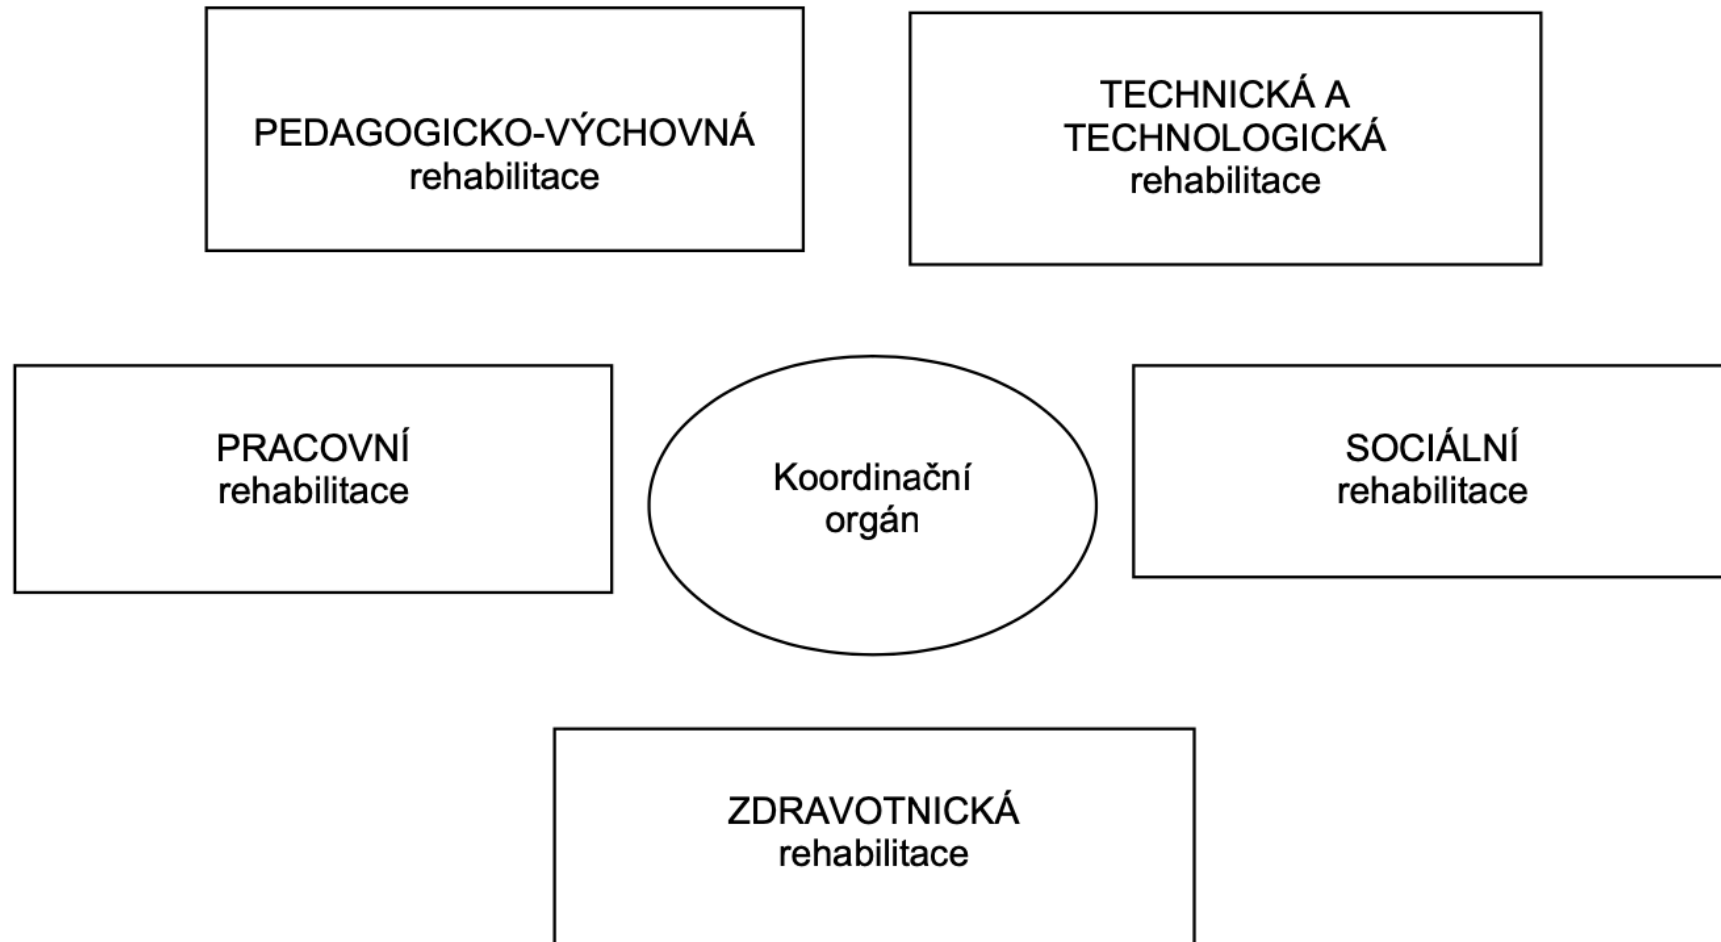 PEDAGOGICKO-VÝCHOVNÁ
rehabilitace
TECHNICKÁ A
TECHNOLOGICKÁ
rehabilitace
PRACOVNÍ
rehabilitace
Koordinační
orgán
SOCIÁLNÍ
rehabilitace
ZDRAVOTNICKÁ
rehabilitace